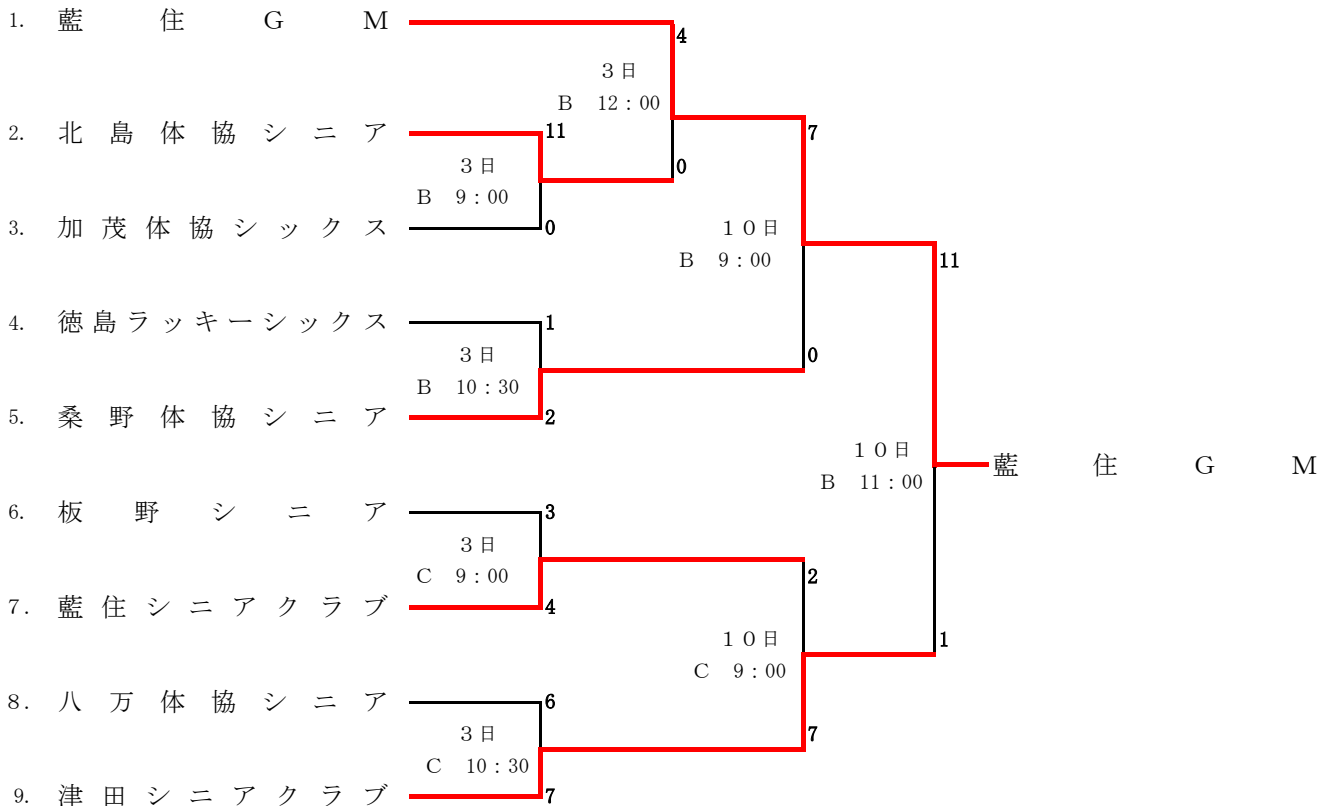 1. 藍住GM
4
3日
B 12:00
2. 北島体協シニア
11
7
3日
0
B 9:00
3. 加茂体協シックス
0
10日
B 9:00
11
4. 徳島ラッキーシックス
1
3日
0
B 10:30
5. 桑野体協シニア
2
10日
藍住GM
B 11:00
6. 板野シニア
3
3日
C 9:00
2
7. 藍住シニアクラブ
4
10日
1
C 9:00
8. 八万体協シニア
6
3日
7
C 10:30
9. 津田シニアクラブ
7